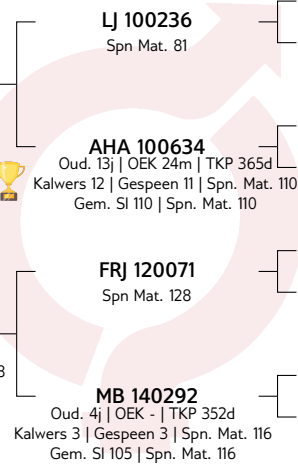 LJ 100236
Spn Mat. 81
AHA 100634
Oud. 13j | OEK 24m | TKP 365d
Kalwers 12 | Gespeen 11 | Spn. Mat. 110
Gem. SI 110 | Spn. Mat. 110
FRJ 120071
Spn Mat. 128
MB 140292
Oud. 4j | OEK - | TKP 352d
Kalwers 3 | Gespeen 3 | Spn. Mat. 116
Gem. SI 105 | Spn. Mat. 116